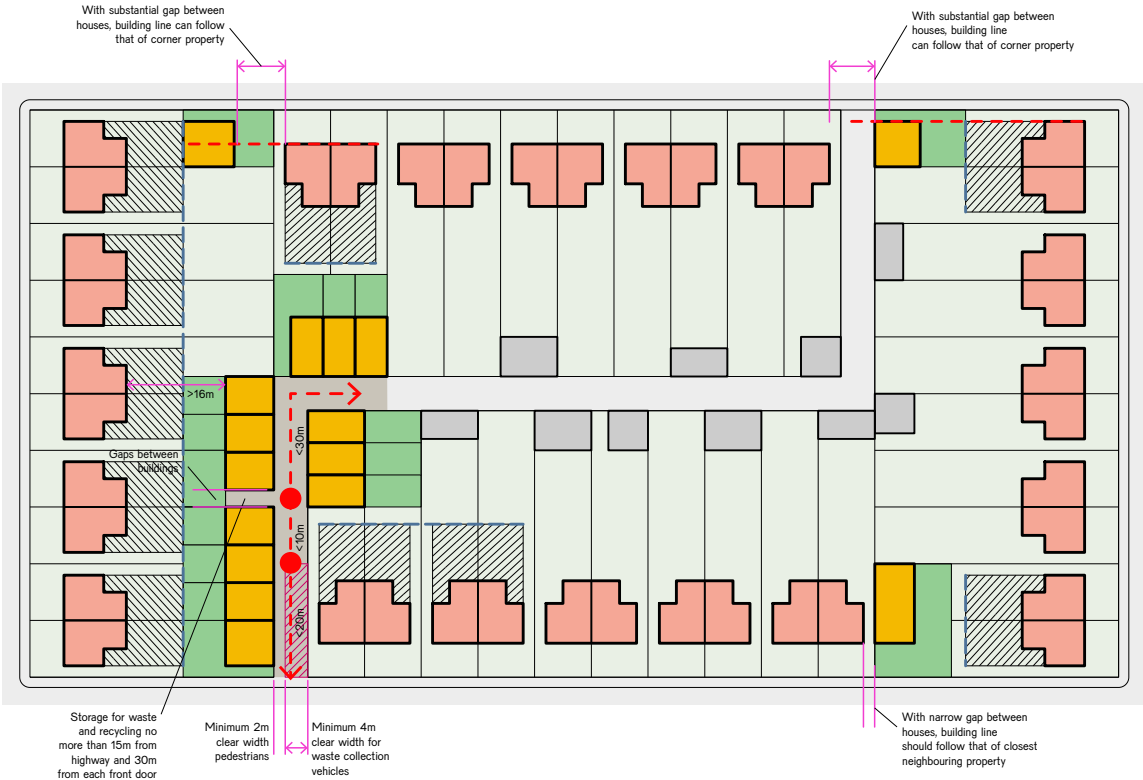 With substantial gap between
houses, building line can follow
that of corner property
With substantial gap between
houses, building line
can follow that of corner property
>16m
<30m
Gaps between
buildings
<10m
<20m
Storage for waste
and recycling no
more than 15m from
highway and 30m
from each front door
Minimum 2m
clear width
pedestrians
Minimum 4m
clear width for
waste collection
vehicles
With narrow gap between
houses, building line
should follow that of closest
neighbouring property